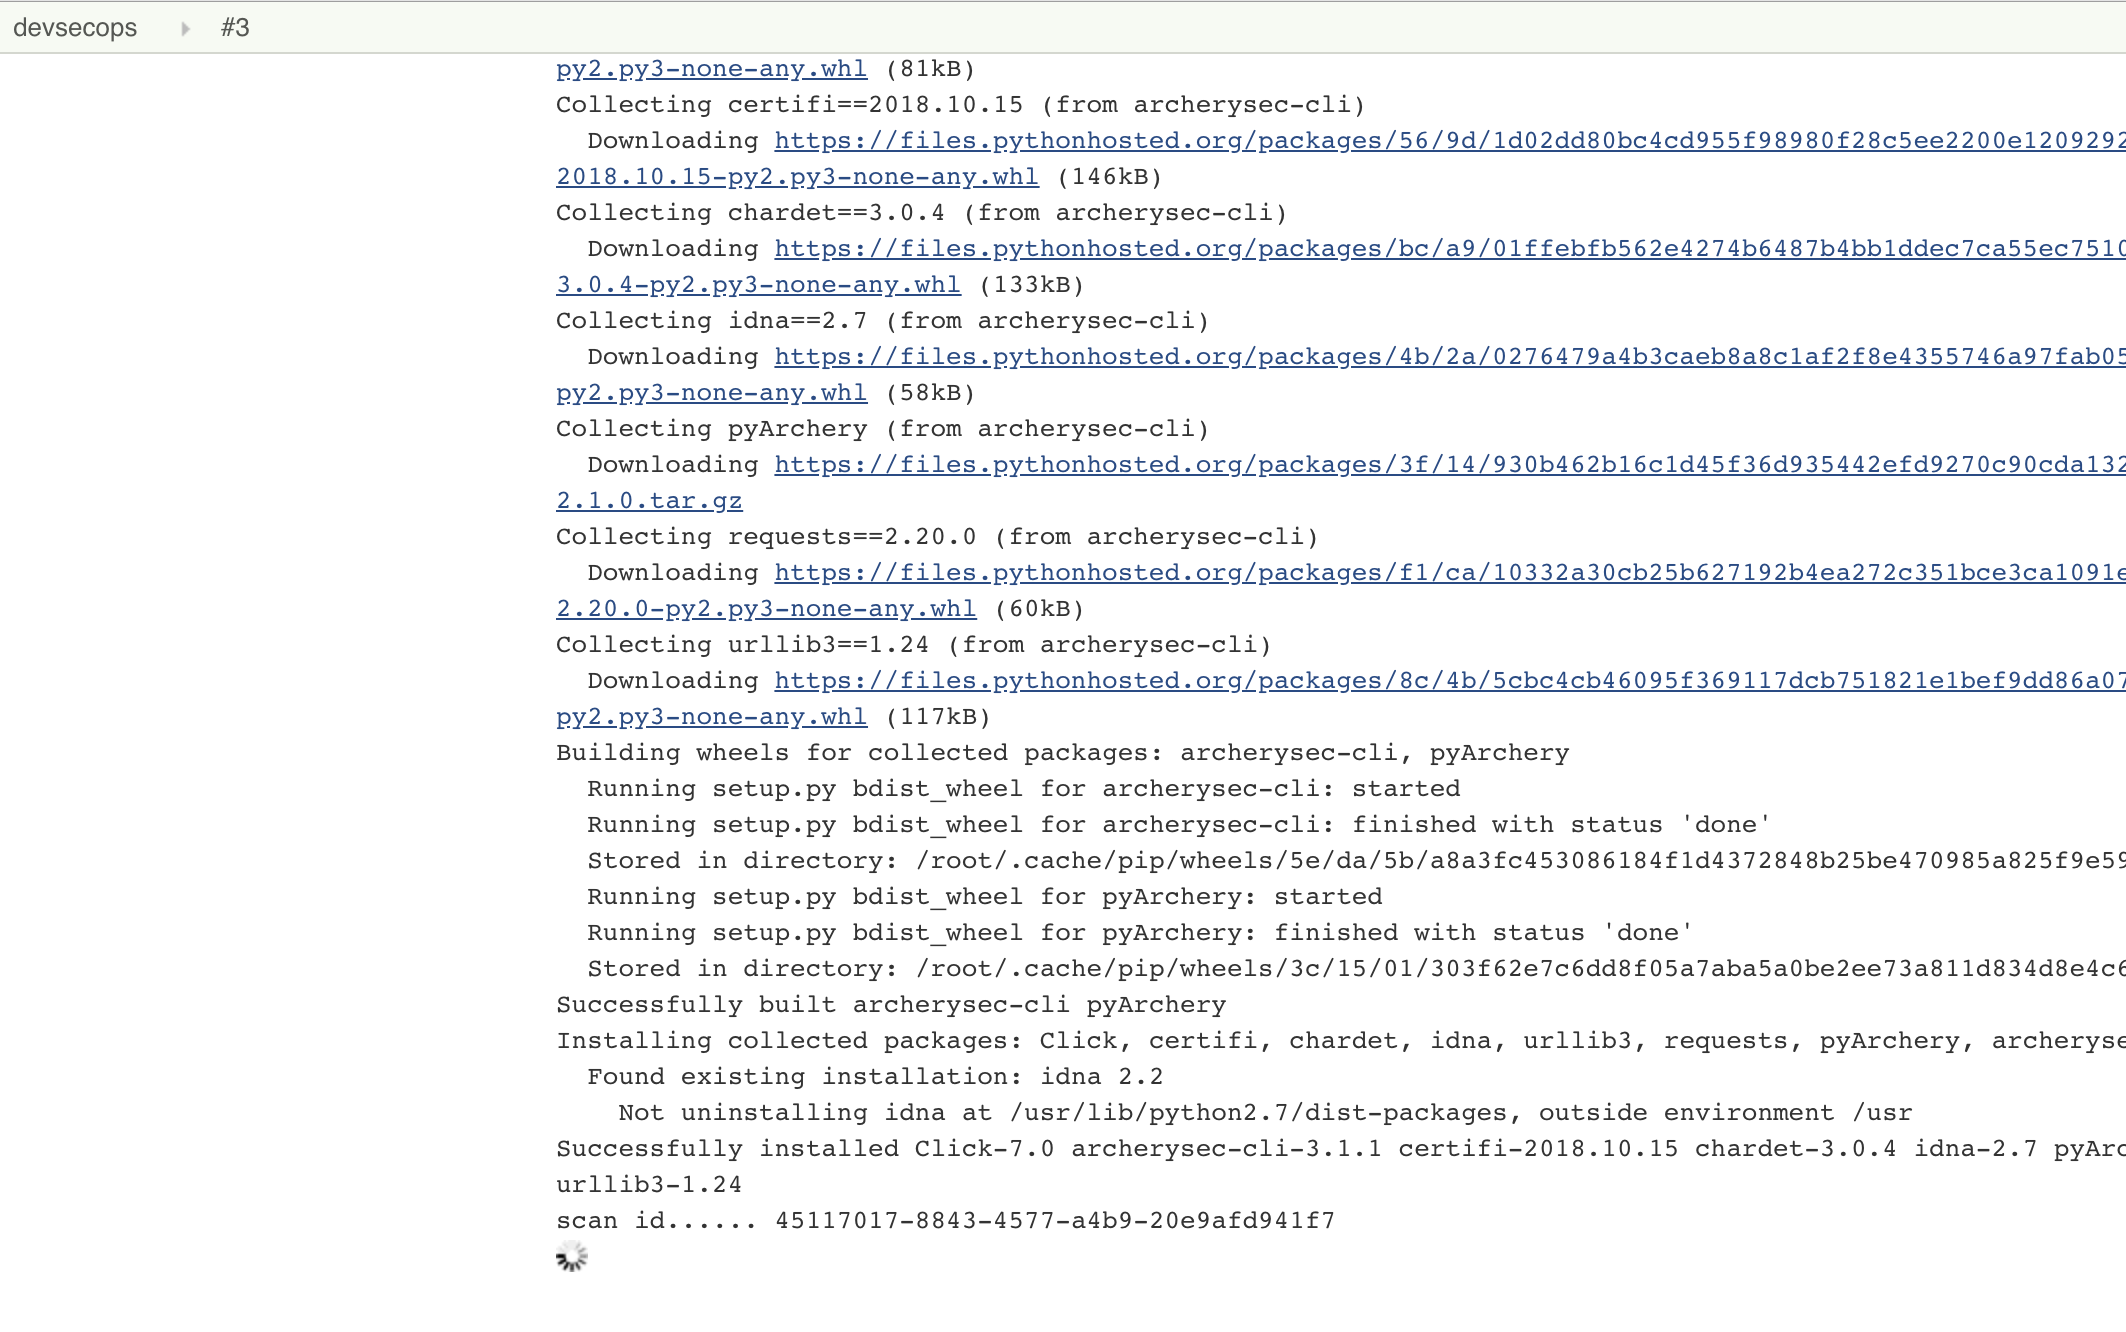 devsecops #3
py2.py3-none-any.whl (81kB)
Collecting certifi==2018.10.15 (from archerysec-cli)
Downloading https://files.pythonhosted.org/packages/56/9d/1d02dd80bc4cd955f98980f28c5ee2200e1209292
2018.10.15-py2.py3-none-any.whl (146kB)
Collecting chardet==3.0.4 (from archerysec-cli)
Downloading https://files.pythonhosted.org/packages/bc/a9/01ffebfb562e4274b6487b4bb1ddec7ca55ec7510
3.0.4-py2.py3-none-any.whl (133kB)
Collecting idna==2.7 (from archerysec-cli)
Downloading https://files.pythonhosted.org/packages/4b/2a/0276479a4b3caeb8a8c1af2f8e4355746a97fab05
py2.py3-none-any.whl (58kB)
Collecting pyArchery (from archerysec-cli)
Downloading https://files.pythonhosted.org/packages/3f/14/930b462b16c1d45f36d935442efd9270c90cda132
2.1.0.tar.gz
Collecting requests==2.20.0 (from archerysec-cli)
Downloading https://files.pythonhosted.org/packages/f1/ca/10332a30cb25b627192b4ea272c351bce3ca1091e
2.20.0-py2.py3-none-any.whl (60kB)
Collecting urllib3==1.24 (from archerysec-cli)
Downloading https://files.pythonhosted.org/packages/8c/4b/5cbc4cb46095f369117dcb751821e1bef9dd86a07
py2.py3-none-any.whl (117kB)
Building wheels for collected packages: archerysec-cli, pyArchery
Running setup.py bdist_wheel for archerysec-cli: started
Running setup.py bdist_wheel for archerysec-cli: finished with status 'done'
Stored in directory: /root/.cache/pip/wheels/5e/da/5b/a8a3fc453086184f1d4372848b25be470985a825f9e59
Running setup.py bdist_wheel for pyArchery: started
Running setup.py bdist_wheel for pyArchery: finished with status 'done'
Stored in directory: /root/.cache/pip/wheels/3c/15/01/303f62e7c6dd8f05a7aba5a0be2ee73a811d834d8e4c6
Successfully built archerysec-cli pyArchery
Installing collected packages: Click, certifi, chardet, idna, urllib3, requests, pyArchery, archeryse
Found existing installation: idna 2.2
Not uninstalling idna at /usr/lib/python2.7/dist-packages, outside environment /usr
Successfully installed Click-7.0 archerysec-cli-3.1.1 certifi-2018.10.15 chardet-3.0.4 idna-2.7 pyArc
urllib3-1.24
scan id...... 45117017-8843-4577-a4b9-20e9afd941f7